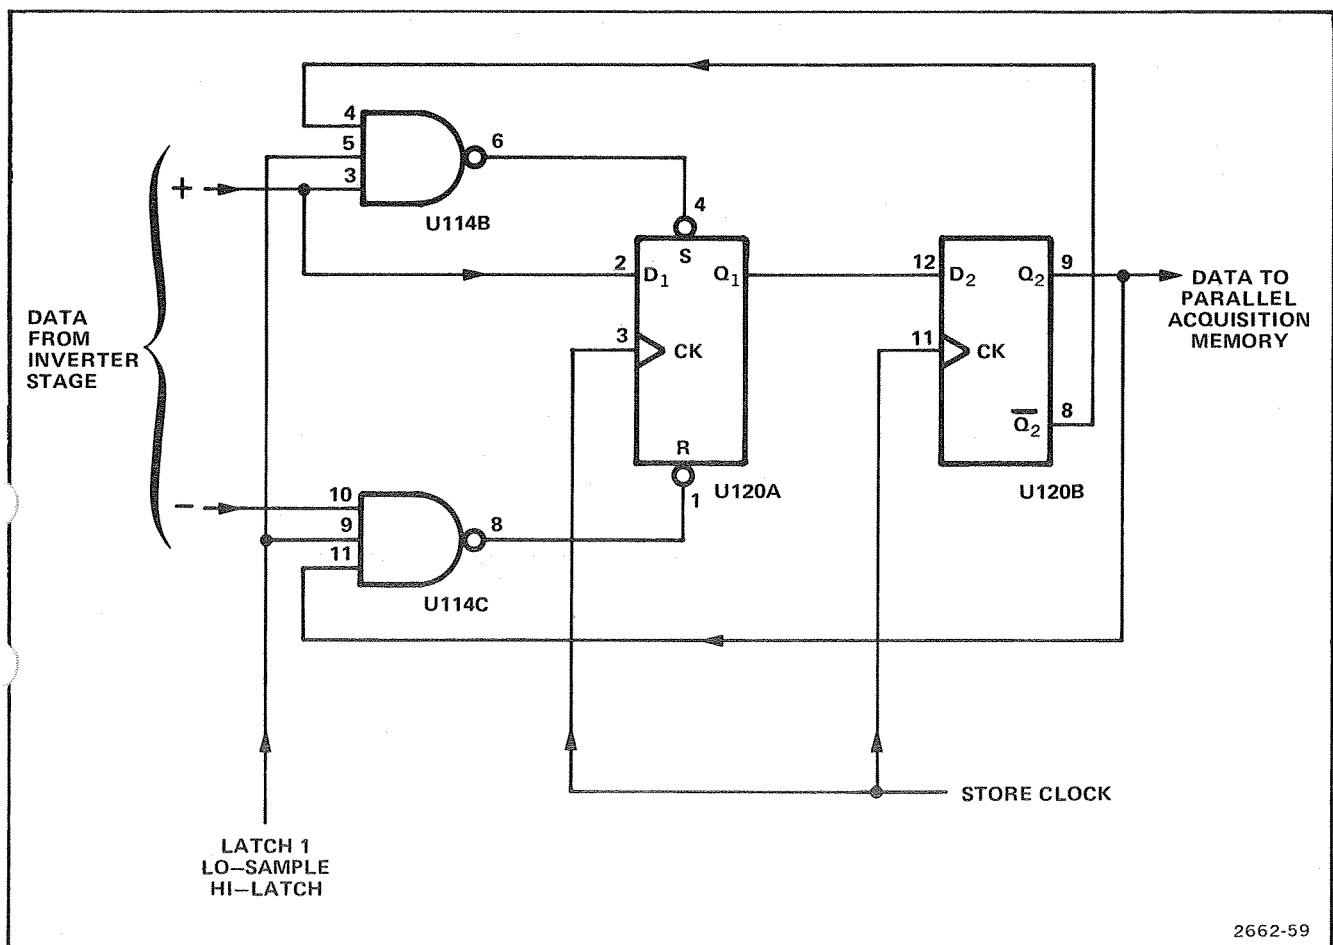 4
5
3
6
+
U114B
4
S
2
D1
Q1
12
D2
Q2
9
DATA TO
PARALLEL
ACQUISITION
MEMORY
DATA
FROM
INVERTER
STAGE
3
CK
11
CK
Q̅2
8
R
1
U120A
U120B
−
10
9
11
8
U114C
STORE CLOCK
LATCH 1
LO–SAMPLE
HI–LATCH
2662-59